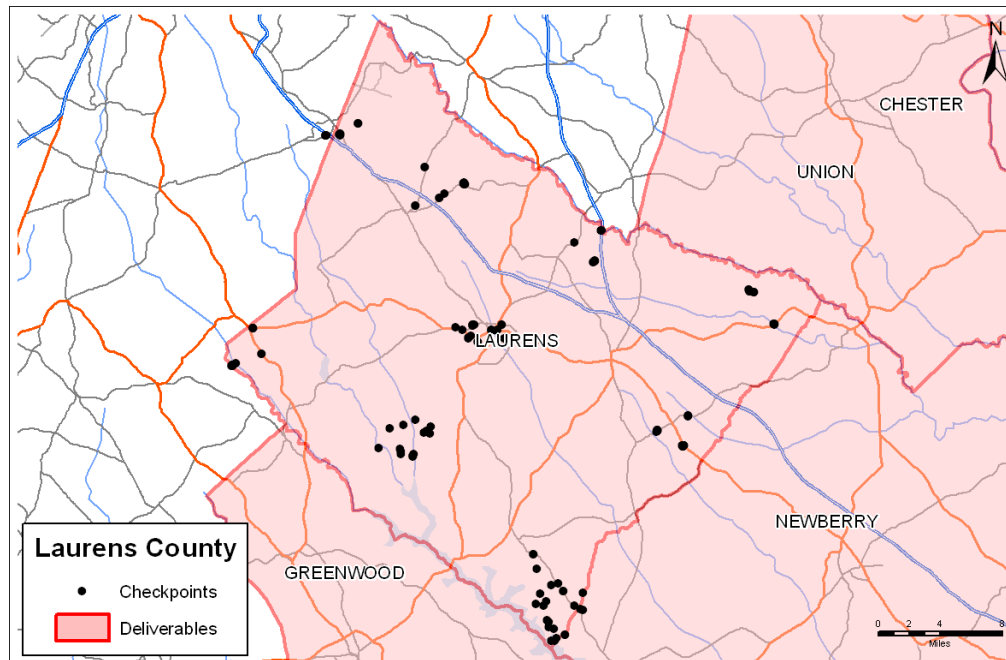 N
CHESTER
UNION
LAURENS
NEWBERRY
GREENWOOD
Laurens County
Checkpoints
Deliverables
0 2 4 8
Miles